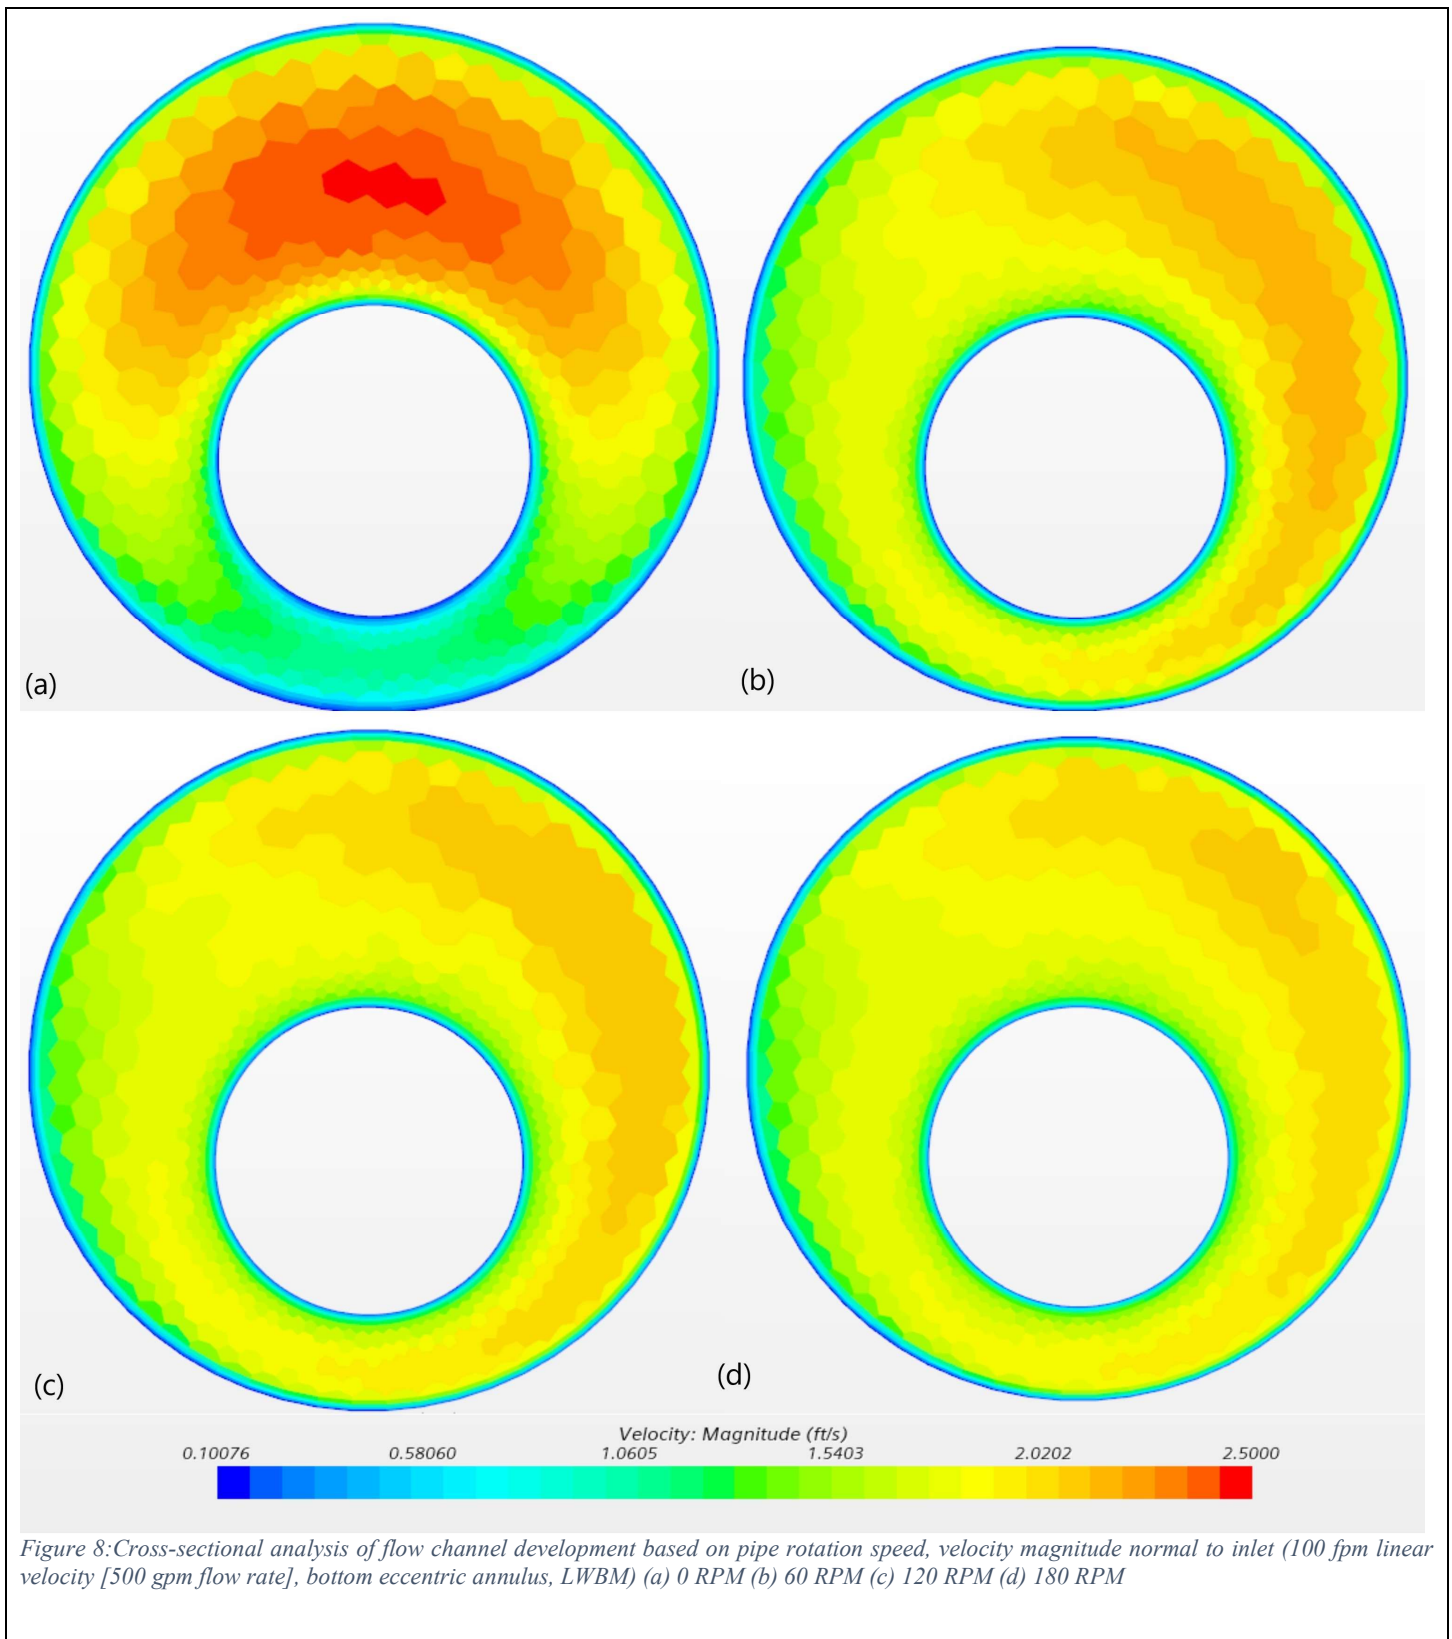 (a)
(b)
(c)
(d)
Velocity: Magnitude (ft/s)
0.10076 0.58060 1.0605 1.5403 2.0202 2.5000
Figure 8:Cross-sectional analysis of flow channel development based on pipe rotation speed, velocity magnitude normal to inlet (100 fpm linear
velocity [500 gpm flow rate], bottom eccentric annulus, LWBM) (a) 0 RPM (b) 60 RPM (c) 120 RPM (d) 180 RPM